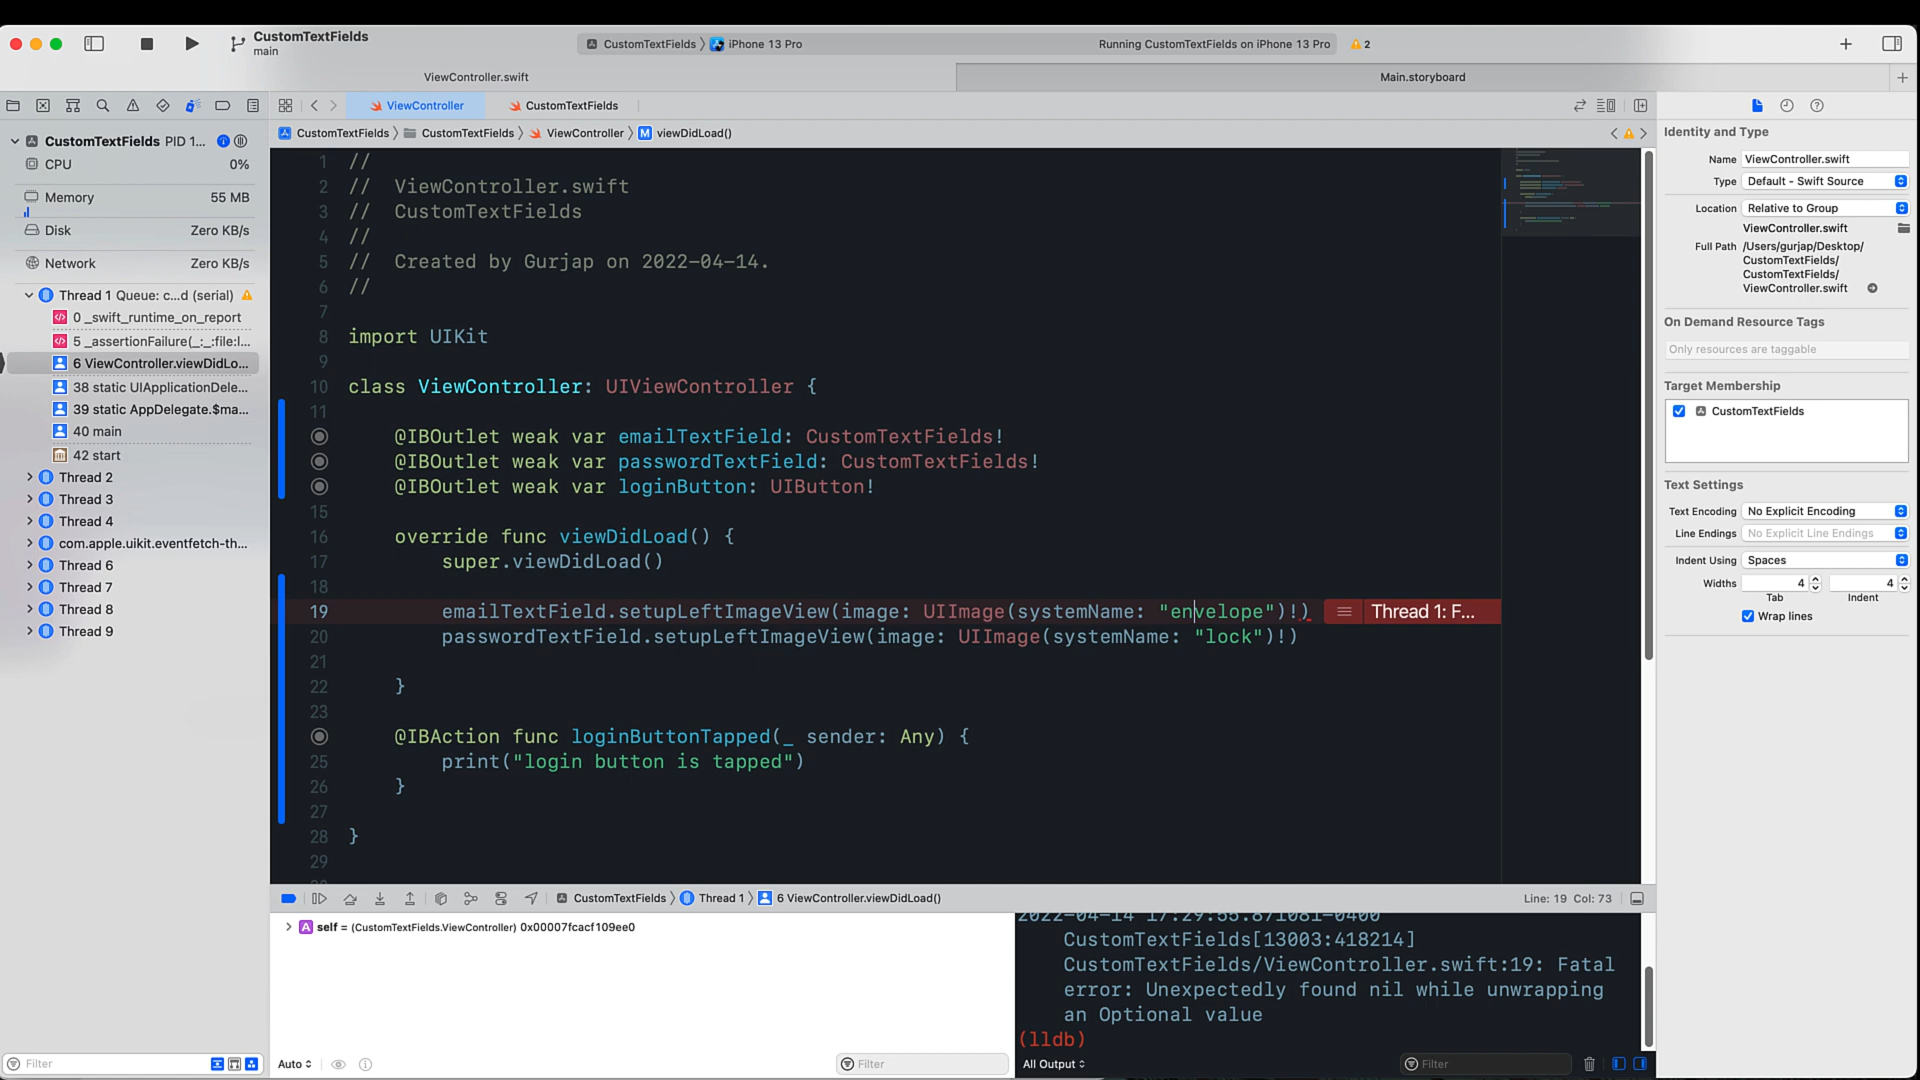 CustomTextFields
main
CustomTextFields
iPhone 13 Pro
Running CustomTextFields on iPhone 13 Pro
2
ViewController.swift
Main.storyboard
ViewController
CustomTextFields
CustomTextFields
CustomTextFields
ViewController
M
viewDidLoad()
CustomTextFields PID 1...
CPU 0%
Memory 55 MB
Disk Zero KB/s
Network Zero KB/s
Thread 1 Queue: c...d (serial)
0 _swift_runtime_on_report
5 _assertionFailure(_:_:file:l...
6 ViewController.viewDidLo...
38 static UIApplicationDele...
39 static AppDelegate.$ma...
40 main
42 start
Thread 2
Thread 3
Thread 4
com.apple.uikit.eventfetch-th...
Thread 6
Thread 7
Thread 8
Thread 9
Filter
1 //
2 //  ViewController.swift
3 //  CustomTextFields
4 //
5 //  Created by Gurjap on 2022-04-14.
6 //
7
8 import UIKit
9
10 class ViewController: UIViewController {
11
@IBOutlet weak var emailTextField: CustomTextFields!
@IBOutlet weak var passwordTextField: CustomTextFields!
@IBOutlet weak var loginButton: UIButton!
15
16 override func viewDidLoad() {
17 super.viewDidLoad()
18
19 emailTextField.setupLeftImageView(image: UIImage(systemName: "envelope")!) Thread 1: F...
20 passwordTextField.setupLeftImageView(image: UIImage(systemName: "lock")!)
21
22 }
23
@IBAction func loginButtonTapped(_ sender: Any) {
25 print("login button is tapped")
26 }
27
28 }
29
CustomTextFields
Thread 1
6 ViewController.viewDidLoad()
Line: 19 Col: 73
A self = (CustomTextFields.ViewController) 0x00007fcacf109ee0
Auto
Filter
2022-04-14 17:29:55.871081-0400
CustomTextFields[13003:418214]
CustomTextFields/ViewController.swift:19: Fatal
error: Unexpectedly found nil while unwrapping
an Optional value
(lldb)
All Output
Filter
Identity and Type
Name ViewController.swift
Type Default - Swift Source
Location Relative to Group
ViewController.swift
Full Path /Users/gurjap/Desktop/
CustomTextFields/
CustomTextFields/
ViewController.swift
On Demand Resource Tags
Only resources are taggable
Target Membership
CustomTextFields
Text Settings
Text Encoding No Explicit Encoding
Line Endings No Explicit Line Endings
Indent Using Spaces
Widths 4 4
Tab Indent
Wrap lines